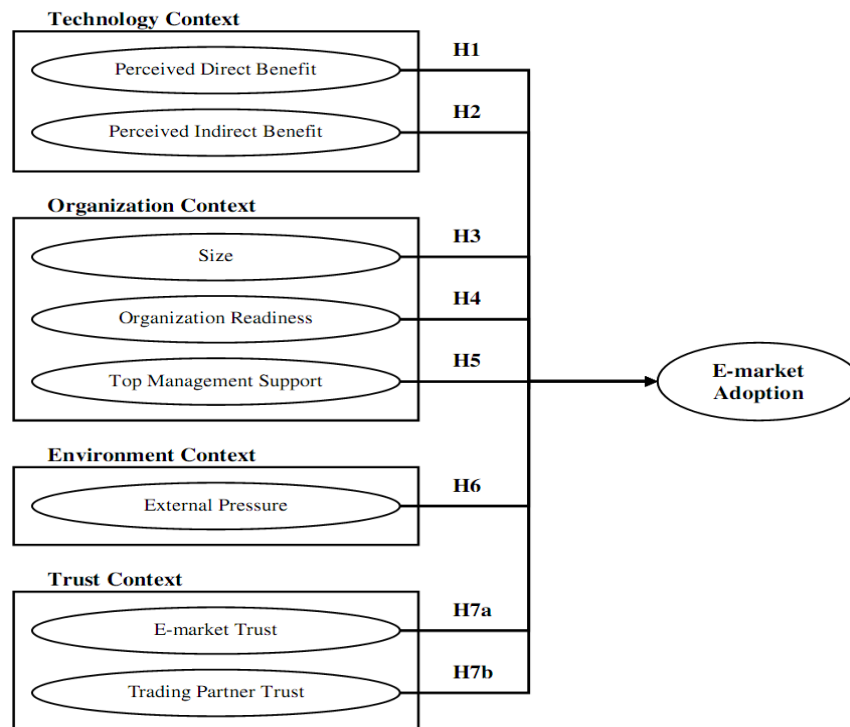 Technology Context
Perceived Direct Benefit
H1
Perceived Indirect Benefit
H2
Organization Context
Size
H3
Organization Readiness
H4
Top Management Support
H5
E-market
Adoption
Environment Context
External Pressure
H6
Trust Context
E-market Trust
H7a
Trading Partner Trust
H7b